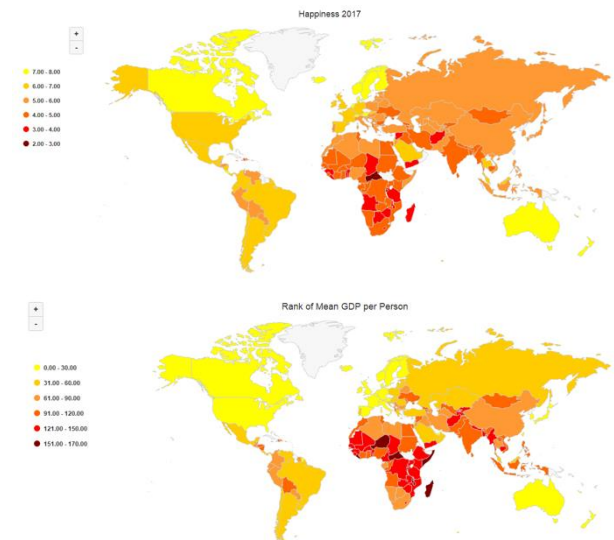 Happiness 2017
+
-
7.00 - 8.00
6.00 - 7.00
5.00 - 6.00
4.00 - 5.00
3.00 - 4.00
2.00 - 3.00
Rank of Mean GDP per Person
+
-
0.00 - 30.00
31.00 - 60.00
61.00 - 90.00
91.00 - 120.00
121.00 - 150.00
151.00 - 170.00